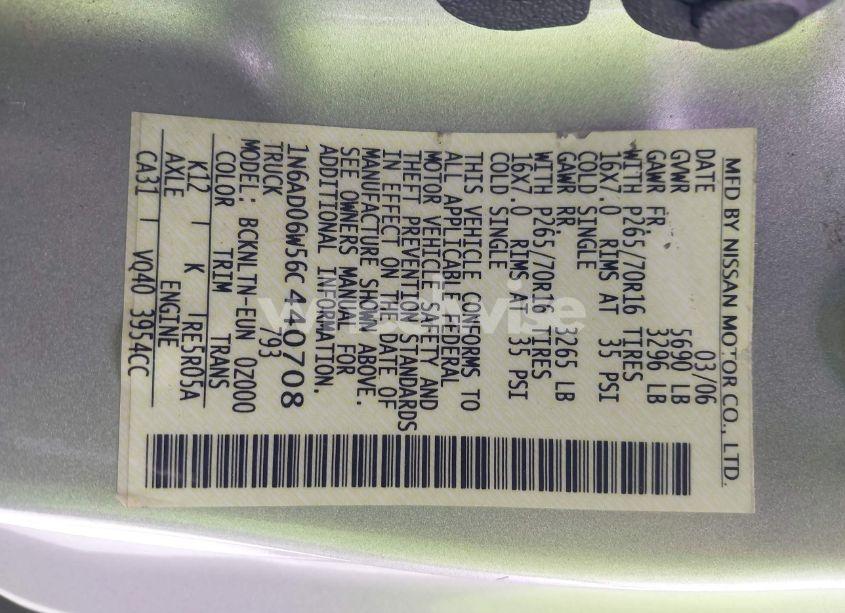 MFD BY NISSAN MOTOR CO., LTD.
DATE 03/06
GVWR 5690 LB
GAWR FR. 3296 LB
WITH P265/70R16 TIRES
16X7.0 RIMS AT 35 PSI
COLD SINGLE
GAWR RR. 3265 LB
WITH P265/70R16 TIRES
16X7.0 RIMS AT 35 PSI
COLD SINGLE
THIS VEHICLE CONFORMS TO
ALL APPLICABLE FEDERAL
MOTOR VEHICLE SAFETY AND
THEFT PREVENTION STANDARDS
IN EFFECT ON THE DATE OF
MANUFACTURE SHOWN ABOVE.
SEE OWNERS MANUAL FOR
ADDITIONAL INFORMATION.
1N6AD06W56C440708
TRUCK 793
MODEL: BCKNLTN-EUN 02000
COLOR TRIM TRANS
K12 | K TRE5R05A
AXLE ENGINE
CA31 | VQ40 3954CC